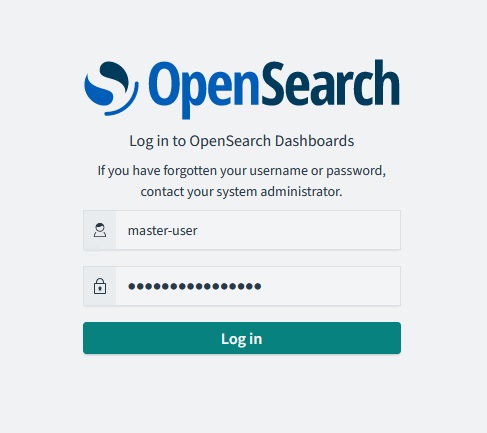 OpenSearch
Log in to OpenSearch Dashboards
If you have forgotten your username or password,
contact your system administrator.
master-user
●●●●●●●●●●●●●●●●
Log in